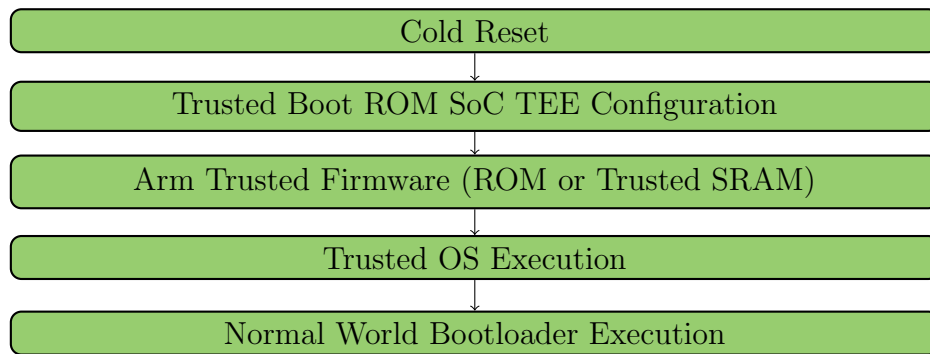 Cold Reset
Trusted Boot ROM SoC TEE Configuration
Arm Trusted Firmware (ROM or Trusted SRAM)
Trusted OS Execution
Normal World Bootloader Execution